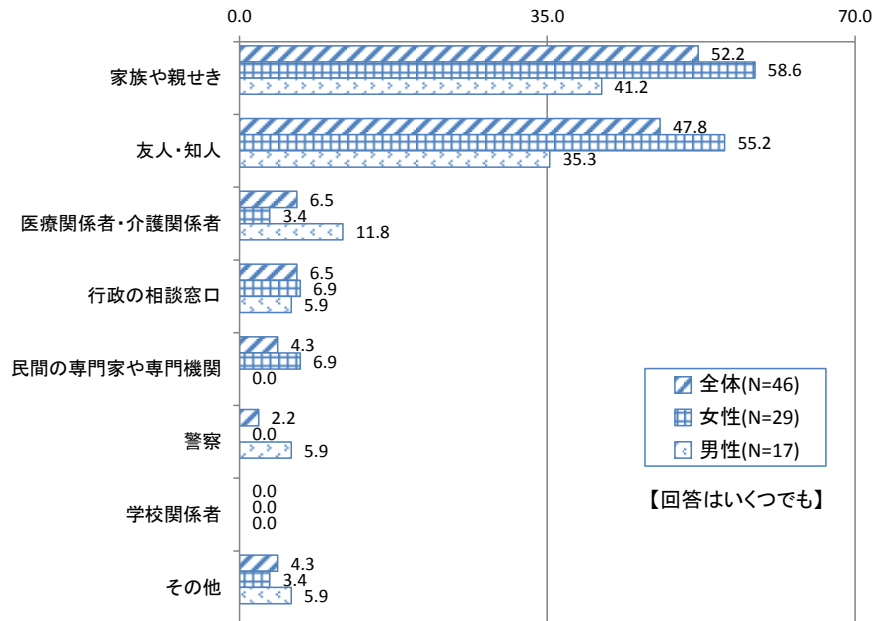 0.0 35.0 70.0
家族や親せき
52.2
58.6
41.2
友人・知人
47.8
55.2
35.3
医療関係者・介護関係者
6.5
3.4
11.8
行政の相談窓口
6.5
6.9
5.9
民間の専門家や専門機関
4.3
6.9
0.0
警察
2.2
0.0
5.9
学校関係者
0.0
0.0
0.0
その他
4.3
3.4
5.9
全体(N=46)
女性(N=29)
男性(N=17)
【回答はいくつでも】